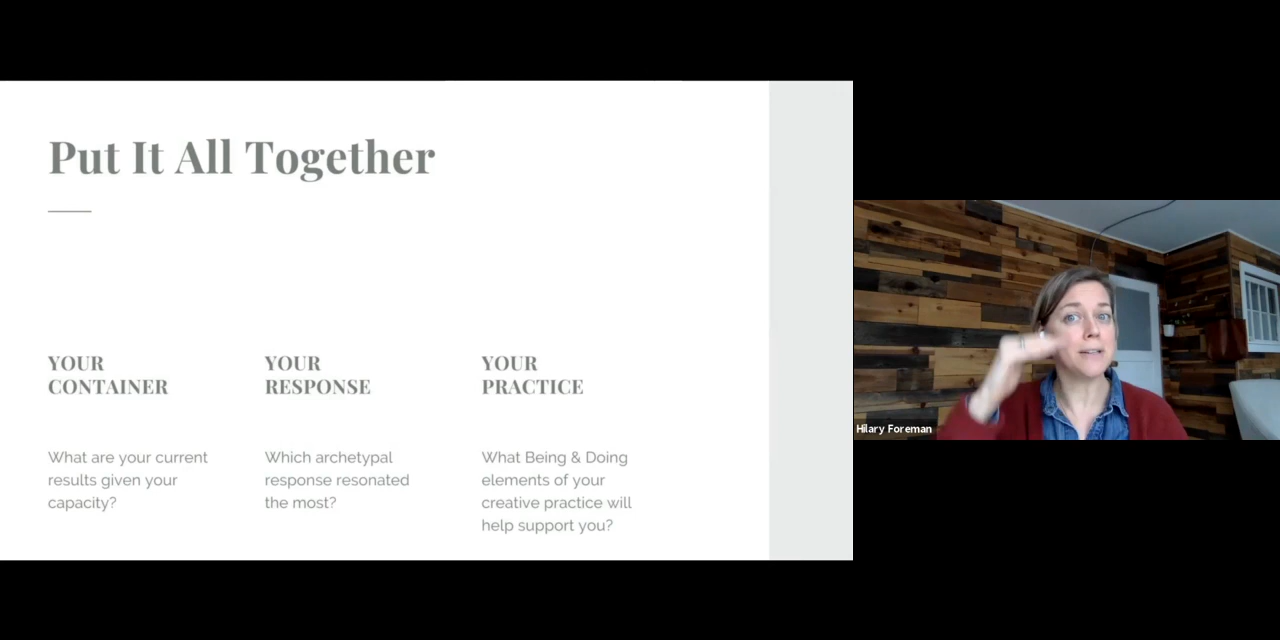 Put It All Together
YOUR
CONTAINER
What are your current
results given your
capacity?
YOUR
RESPONSE
Which archetypal
response resonated
the most?
YOUR
PRACTICE
What Being & Doing
elements of your
creative practice will
help support you?
Hilary Foreman